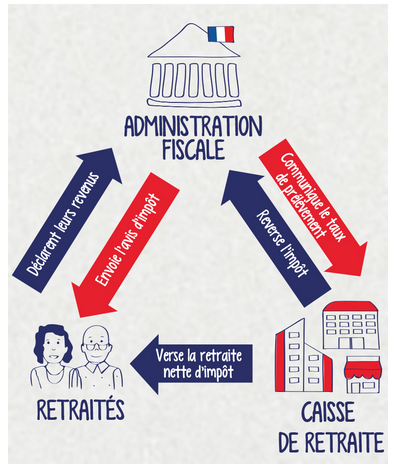 ADMINISTRATION
FISCALE
Déclarent leurs revenus
Envoie l'avis d'impôt
Communique le taux
de prélèvement
Reverse l'impôt
Verse la retraite
nette d'impôt
RETRAITÉS
CAISSE
DE RETRAITE